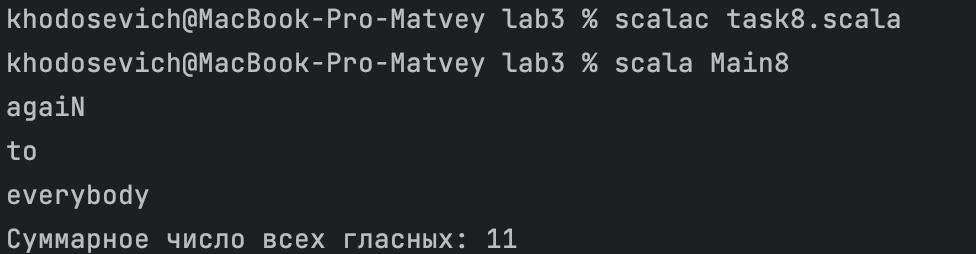 khodosevich@MacBook-Pro-Matvey lab3 % scalac task8.scala
khodosevich@MacBook-Pro-Matvey lab3 % scala Main8
agaiN
to
everybody
Суммарное число всех гласных: 11